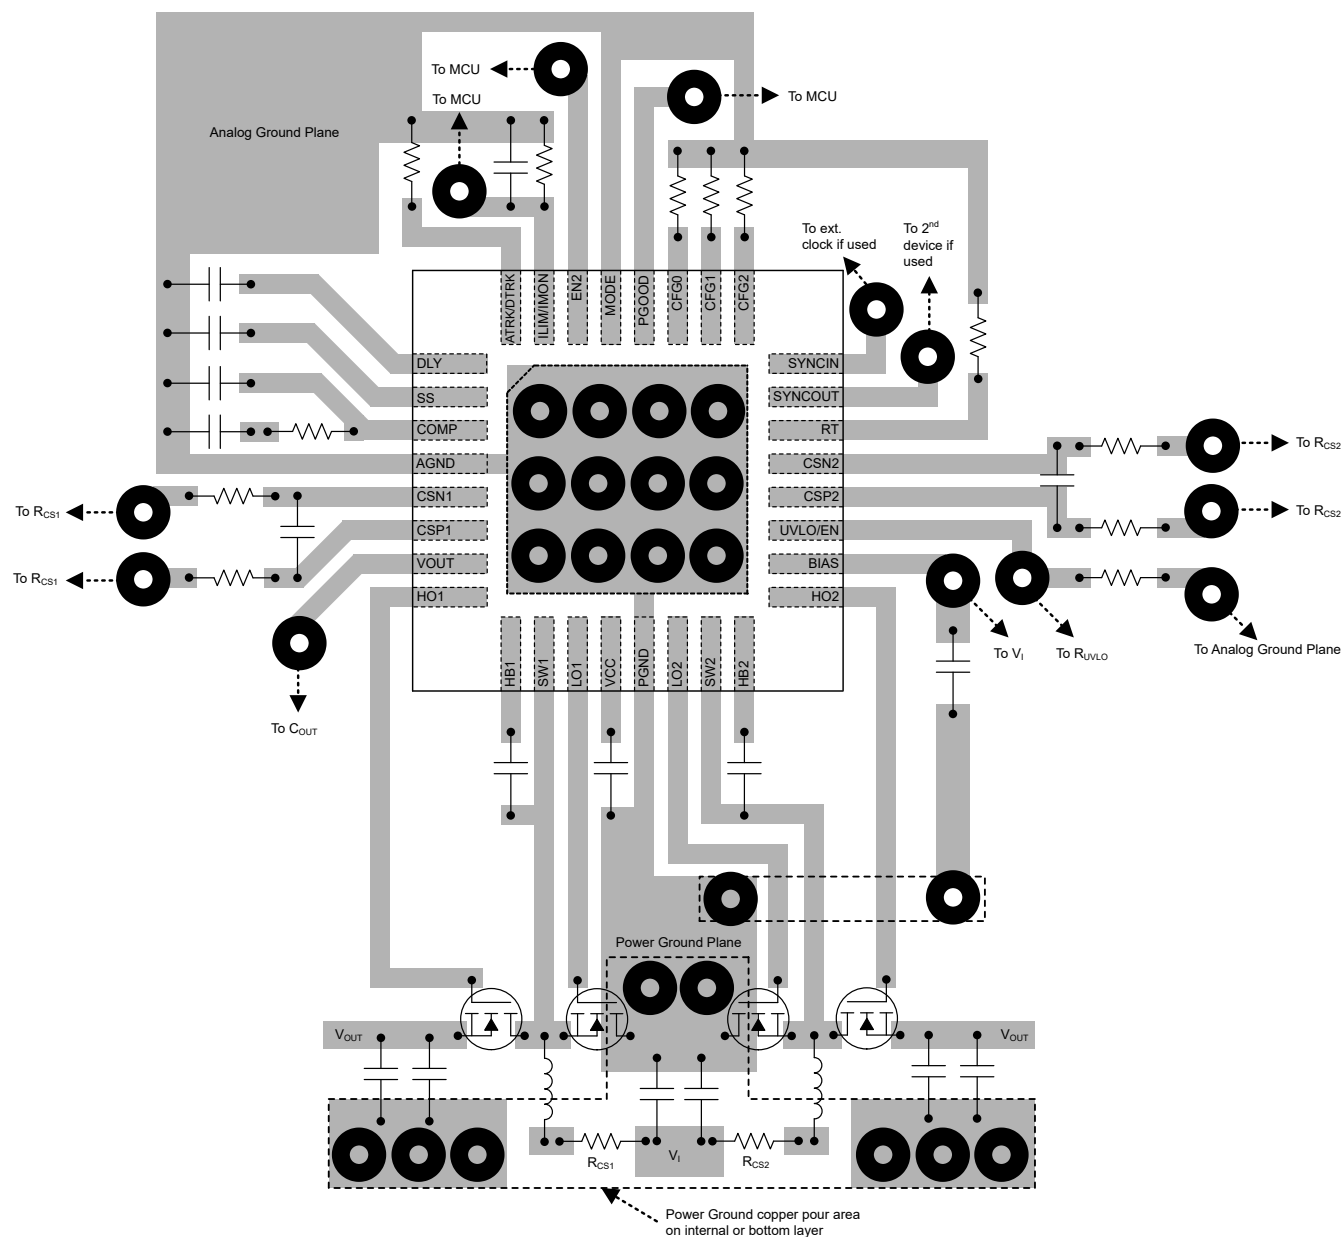 To MCU
To MCU
To MCU
Analog Ground Plane
To ext.
clock if used
To 2nd
device if
used
ATRK/DTRK
ILIM/IMON
EN2
MODE
PGOOD
CFG0
CFG1
CFG2
DLY
SS
COMP
AGND
CSN1
CSP1
VOUT
HO1
SYNCIN
SYNCOUT
RT
CSN2
CSP2
UVLO/EN
BIAS
HO2
To RCS1
To RCS1
To RCS2
To RCS2
HB1
SW1
LO1
VCC
PGND
LO2
SW2
HB2
To VI
To RUVLO
To Analog Ground Plane
To COUT
Power Ground Plane
VOUT
VOUT
RCS1
VI
RCS2
Power Ground copper pour area
on internal or bottom layer